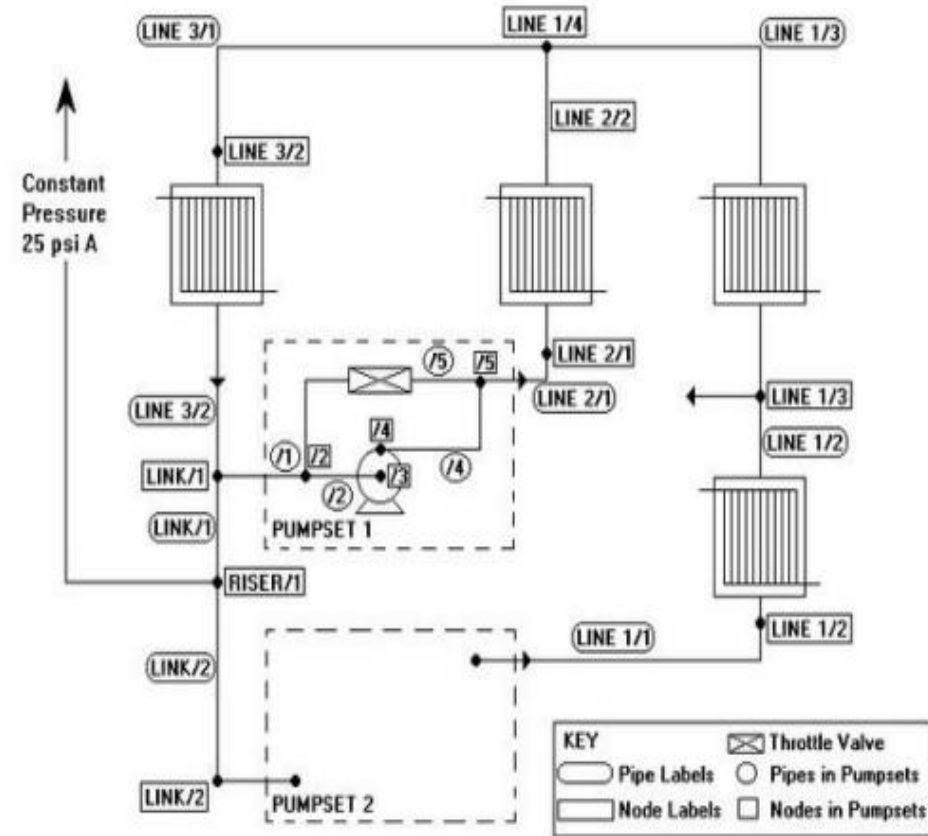 LINE 3/1
LINE 1/4
LINE 1/3
LINE 2/2
LINE 3/2
Constant
Pressure
25 psi A
LINE 2/1
/5
/5
LINE 2/1
LINE 3/2
LINE 1/3
/4
LINE 1/2
/1
/2
/4
/3
LINK/1
/2
LINK/1
PUMPSET 1
RISER/1
LINE 1/1
LINE 1/2
LINK/2
LINK/2
PUMPSET 2
KEY
Throttle Valve
Pipe Labels
Pipes in Pumpsets
Node Labels
Nodes in Pumpsets